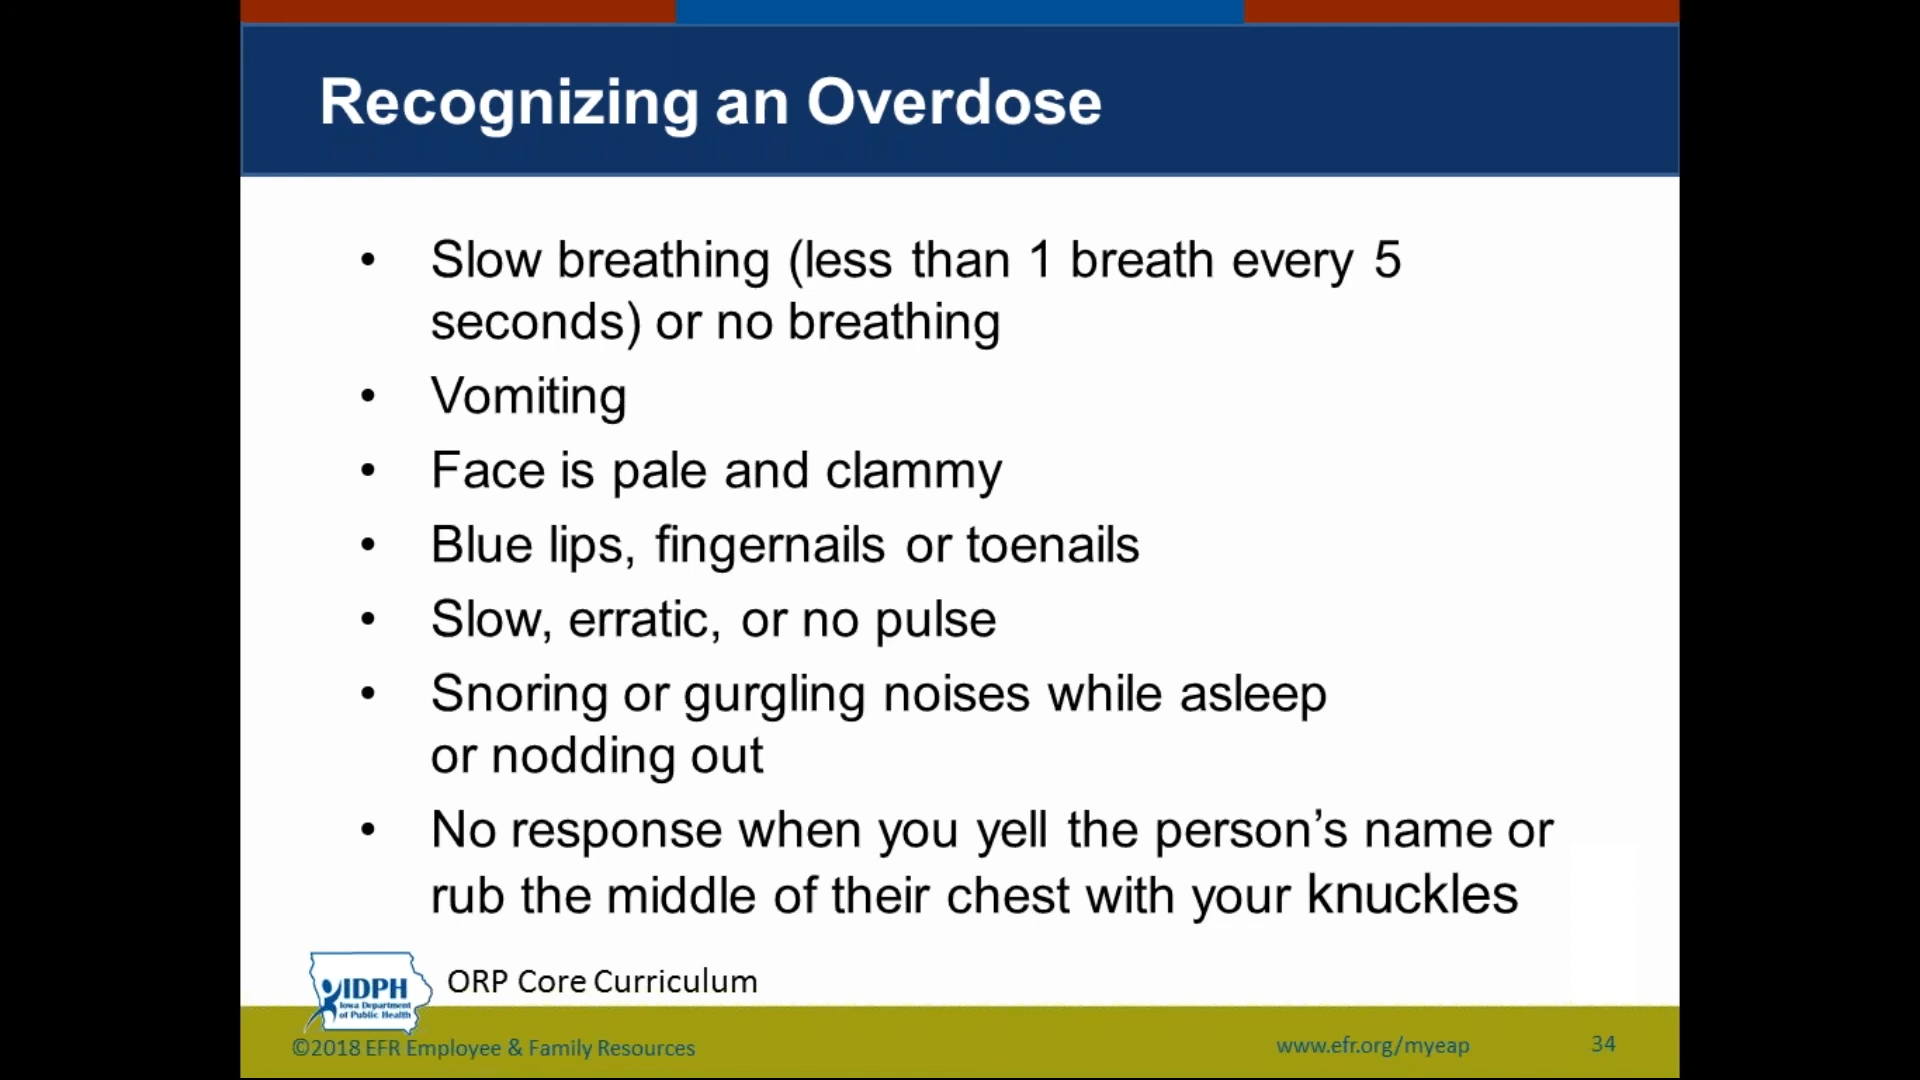 Recognizing an Overdose
• Slow breathing (less than 1 breath every 5
seconds) or no breathing
• Vomiting
• Face is pale and clammy
• Blue lips, fingernails or toenails
• Slow, erratic, or no pulse
• Snoring or gurgling noises while asleep
or nodding out
• No response when you yell the person’s name or
rub the middle of their chest with your knuckles
IDPH
Iowa Department
of Public Health
ORP Core Curriculum
©2018 EFR Employee & Family Resources
www.efr.org/myeap
34